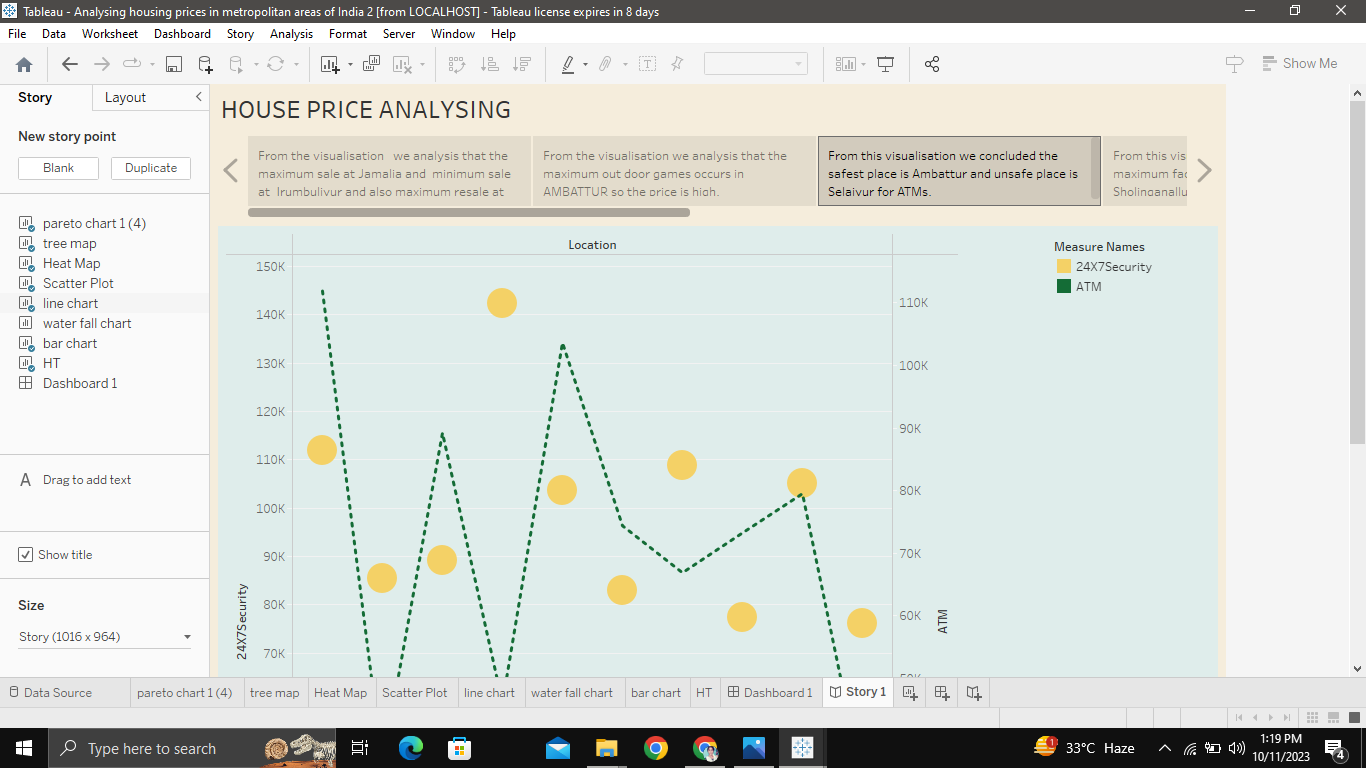 Tableau - Analysing housing prices in metropolitan areas of India 2 [from LOCALHOST] - Tableau license expires in 8 days
File Data Worksheet Dashboard Story Analysis Format Server Window Help
Show Me
Story Layout
New story point
Blank Duplicate
pareto chart 1 (4)
tree map
Heat Map
Scatter Plot
line chart
water fall chart
bar chart
HT
Dashboard 1
A Drag to add text
Show title
Size
Story (1016 x 964)
HOUSE PRICE ANALYSING
From the visualisation we analysis that the
maximum sale at Jamalia and minimum sale
at Irumbuliyur and also maximum resale at
From the visualisation we analysis that the
maximum out door games occurs in
AMBATTUR so the price is high.
From this visualisation we concluded the
safest place is Ambattur and unsafe place is
Selaiyur for ATMs.
From this vis
maximum fac
Sholinganallu
Location
150K
140K
130K
120K
110K
100K
90K
80K
70K
24X7Security
110K
100K
90K
80K
70K
60K
50K
ATM
Measure Names
24X7Security
ATM
Data Source pareto chart 1 (4) tree map Heat Map Scatter Plot line chart water fall chart bar chart HT Dashboard 1 Story 1
Type here to search
1
33°C Haze
1:19 PM
10/11/2023
4